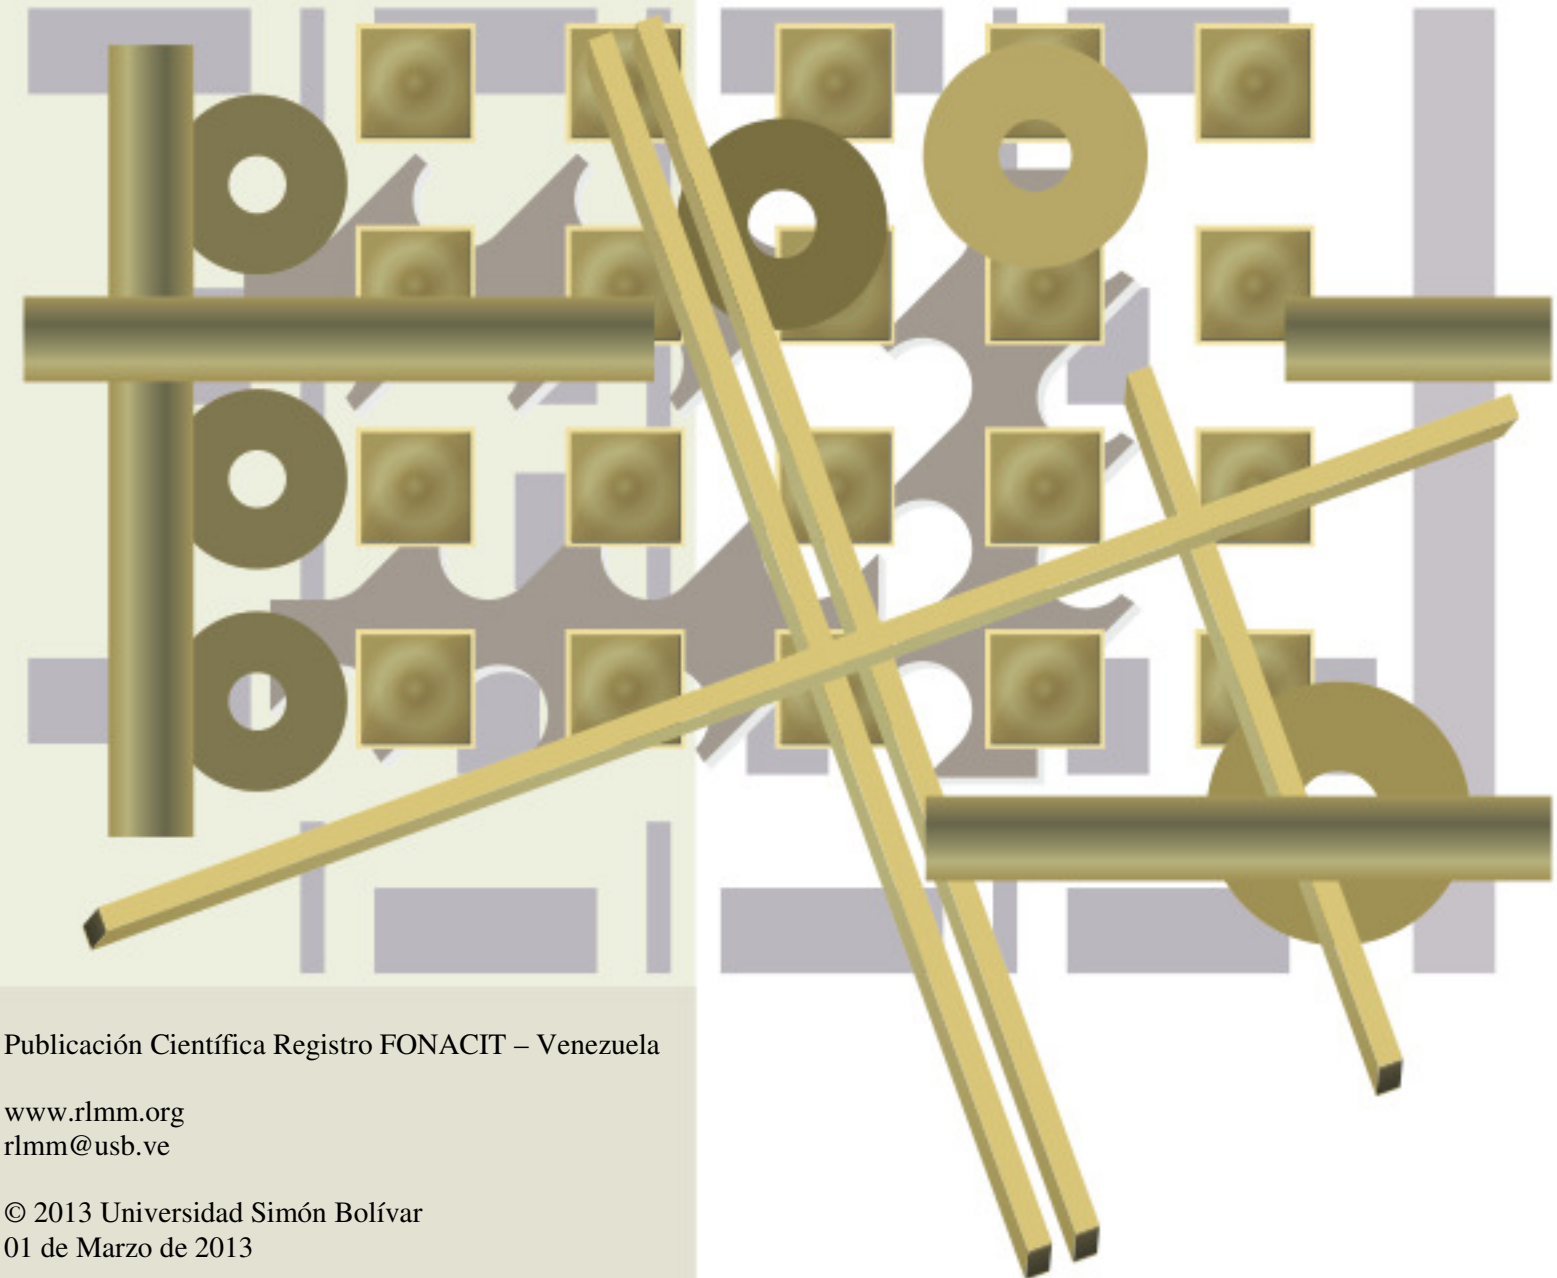 Publicación Científica Registro FONACIT – Venezuela
www.rlmm.org
rlmm@usb.ve
© 2013 Universidad Simón Bolívar
01 de Marzo de 2013